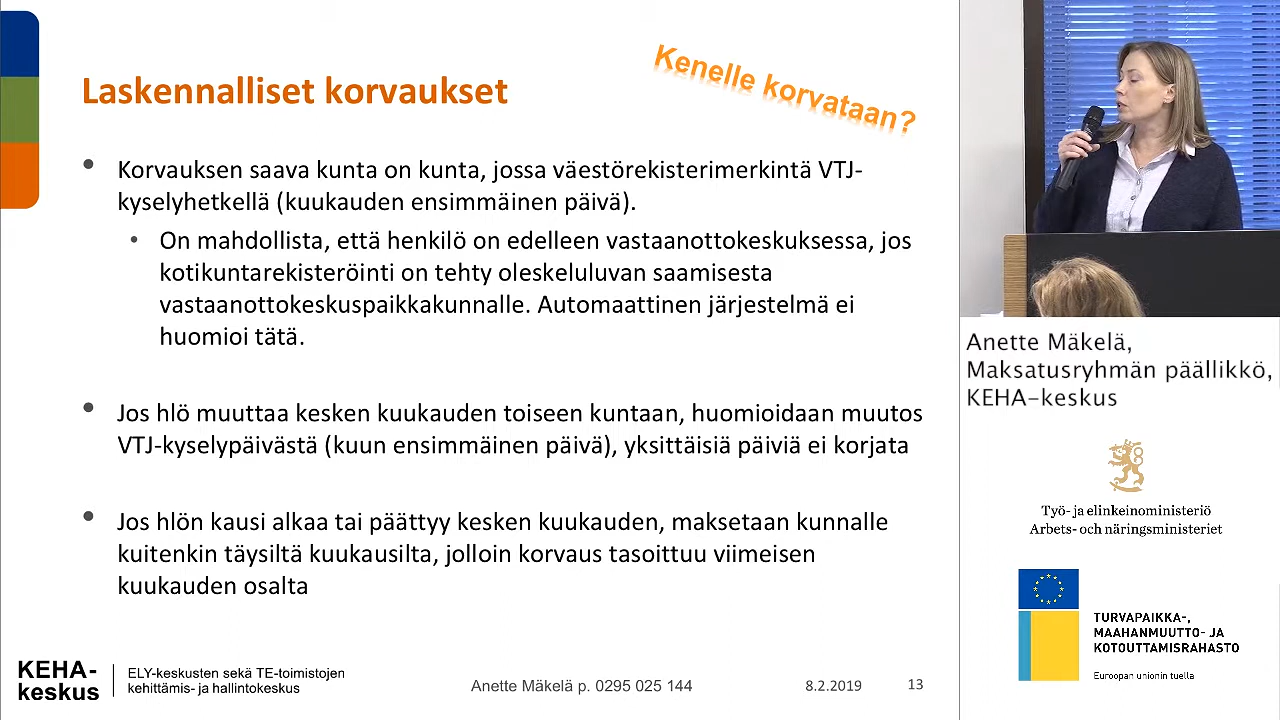 Laskennalliset korvaukset
Kenelle korvataan?
• Korvauksen saava kunta on kunta, jossa väestörekisterimerkintä VTJ-
kyselyhetkellä (kuukauden ensimmäinen päivä).
• On mahdollista, että henkilö on edelleen vastaanottokeskuksessa, jos
kotikuntarekisteröinti on tehty oleskeluluvan saamisesta
vastaanottokeskuspaikkakunnalle. Automaattinen järjestelmä ei
huomioi tätä.
• Jos hlö muuttaa kesken kuukauden toiseen kuntaan, huomioidaan muutos
VTJ-kyselypäivästä (kuun ensimmäinen päivä), yksittäisiä päiviä ei korjata
• Jos hlön kausi alkaa tai päättyy kesken kuukauden, maksetaan kunnalle
kuitenkin täysiltä kuukausilta, jolloin korvaus tasoittuu viimeisen
kuukauden osalta
KEHA-
keskus
ELY-keskusten sekä TE-toimistojen
kehittämis- ja hallintokeskus
Anette Mäkelä p. 0295 025 144
8.2.2019
13
Anette Mäkelä,
Maksatusryhmän päällikkö,
KEHA-keskus
Työ- ja elinkeinoministeriö
Arbets- och näringsministeriet
TURVAPAIKKA-,
MAAHANMUUTTO- JA
KOTOUTTAMISRAHASTO
Euroopan unionin tuella